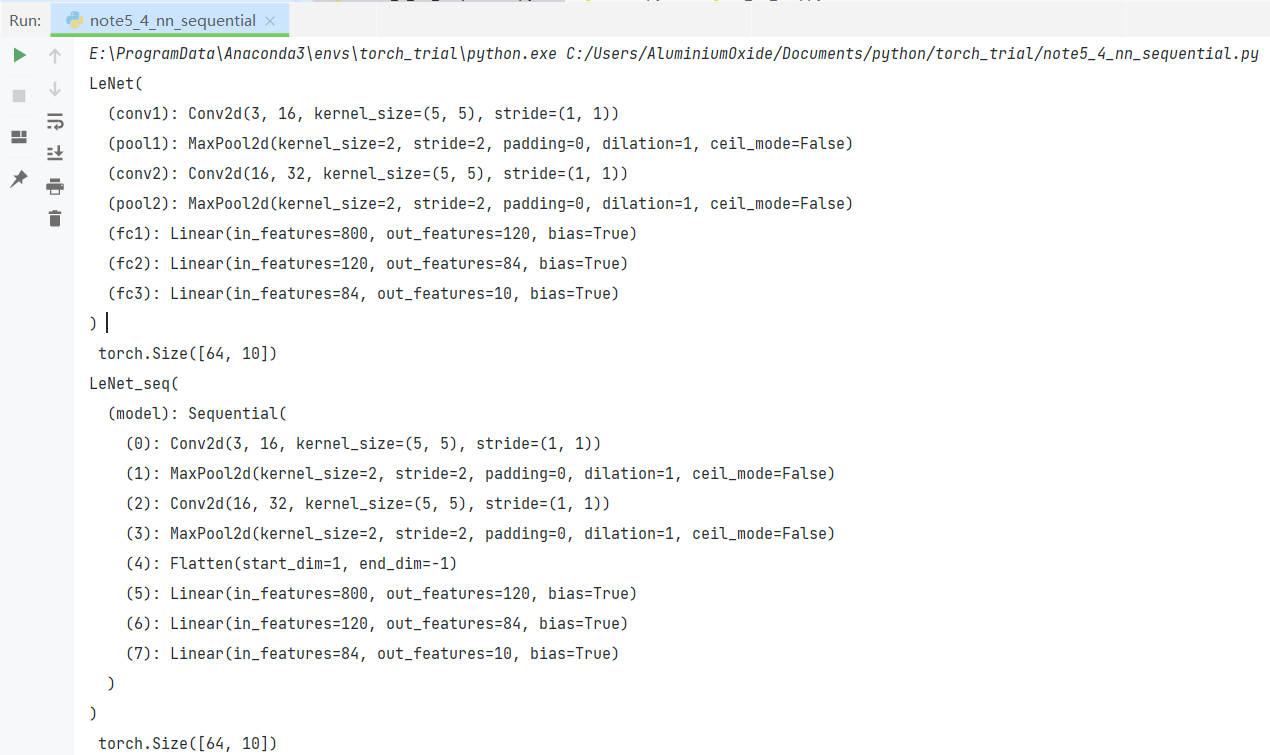 Run: note5_4_nn_sequential
E:\ProgramData\Anaconda3\envs\torch_trial\python.exe C:/Users/AluminiumOxide/Documents/python/torch_trial/note5_4_nn_sequential.py
LeNet(
  (conv1): Conv2d(3, 16, kernel_size=(5, 5), stride=(1, 1))
  (pool1): MaxPool2d(kernel_size=2, stride=2, padding=0, dilation=1, ceil_mode=False)
  (conv2): Conv2d(16, 32, kernel_size=(5, 5), stride=(1, 1))
  (pool2): MaxPool2d(kernel_size=2, stride=2, padding=0, dilation=1, ceil_mode=False)
  (fc1): Linear(in_features=800, out_features=120, bias=True)
  (fc2): Linear(in_features=120, out_features=84, bias=True)
  (fc3): Linear(in_features=84, out_features=10, bias=True)
)
 torch.Size([64, 10])
LeNet_seq(
  (model): Sequential(
    (0): Conv2d(3, 16, kernel_size=(5, 5), stride=(1, 1))
    (1): MaxPool2d(kernel_size=2, stride=2, padding=0, dilation=1, ceil_mode=False)
    (2): Conv2d(16, 32, kernel_size=(5, 5), stride=(1, 1))
    (3): MaxPool2d(kernel_size=2, stride=2, padding=0, dilation=1, ceil_mode=False)
    (4): Flatten(start_dim=1, end_dim=-1)
    (5): Linear(in_features=800, out_features=120, bias=True)
    (6): Linear(in_features=120, out_features=84, bias=True)
    (7): Linear(in_features=84, out_features=10, bias=True)
  )
)
 torch.Size([64, 10])